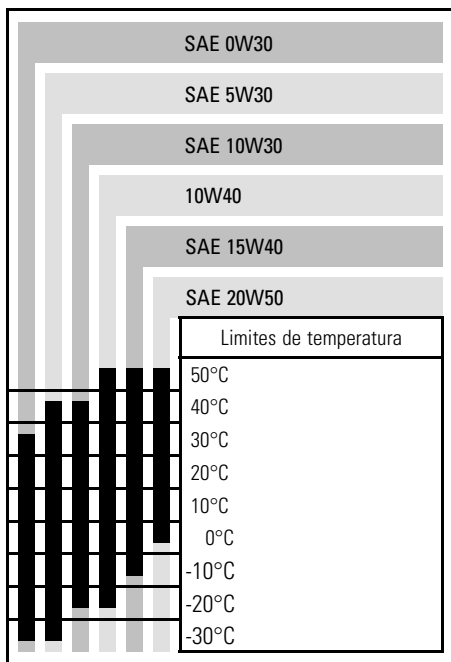 SAE 0W30
SAE 5W30
SAE 10W30
10W40
SAE 15W40
SAE 20W50
Limites de temperatura
50°C
40°C
30°C
20°C
10°C
0°C
-10°C
-20°C
-30°C